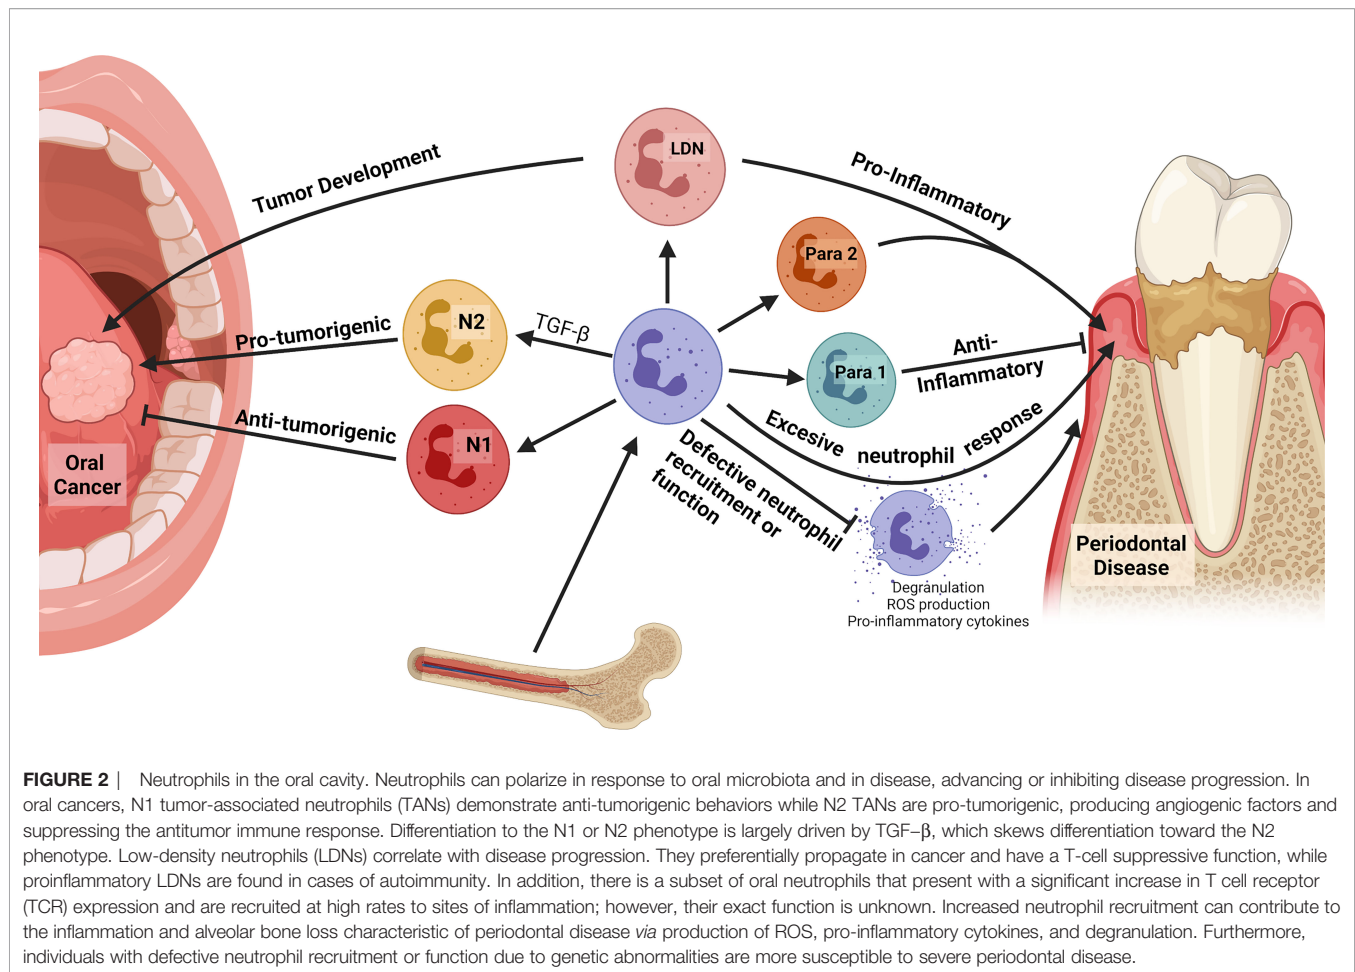 LDN
Tumor Development
Pro-Inflammatory
Para 2
N2
TGF-β
Pro-tumorigenic
Para 1
Anti-
Inflammatory
Anti-tumorigenic
N1
Oral
Cancer
Excesive neutrophil response
Defective neutrophil
recruitment or
function
Periodontal
Disease
Degranulation
ROS production
Pro-inflammatory cytokines
FIGURE 2 | Neutrophils in the oral cavity. Neutrophils can polarize in response to oral microbiota and in disease, advancing or inhibiting disease progression. In
oral cancers, N1 tumor-associated neutrophils (TANs) demonstrate anti-tumorigenic behaviors while N2 TANs are pro-tumorigenic, producing angiogenic factors and
suppressing the antitumor immune response. Differentiation to the N1 or N2 phenotype is largely driven by TGF–β, which skews differentiation toward the N2
phenotype. Low-density neutrophils (LDNs) correlate with disease progression. They preferentially propagate in cancer and have a T-cell suppressive function, while
proinflammatory LDNs are found in cases of autoimmunity. In addition, there is a subset of oral neutrophils that present with a significant increase in T cell receptor
(TCR) expression and are recruited at high rates to sites of inflammation; however, their exact function is unknown. Increased neutrophil recruitment can contribute to
the inflammation and alveolar bone loss characteristic of periodontal disease via production of ROS, pro-inflammatory cytokines, and degranulation. Furthermore,
individuals with defective neutrophil recruitment or function due to genetic abnormalities are more susceptible to severe periodontal disease.